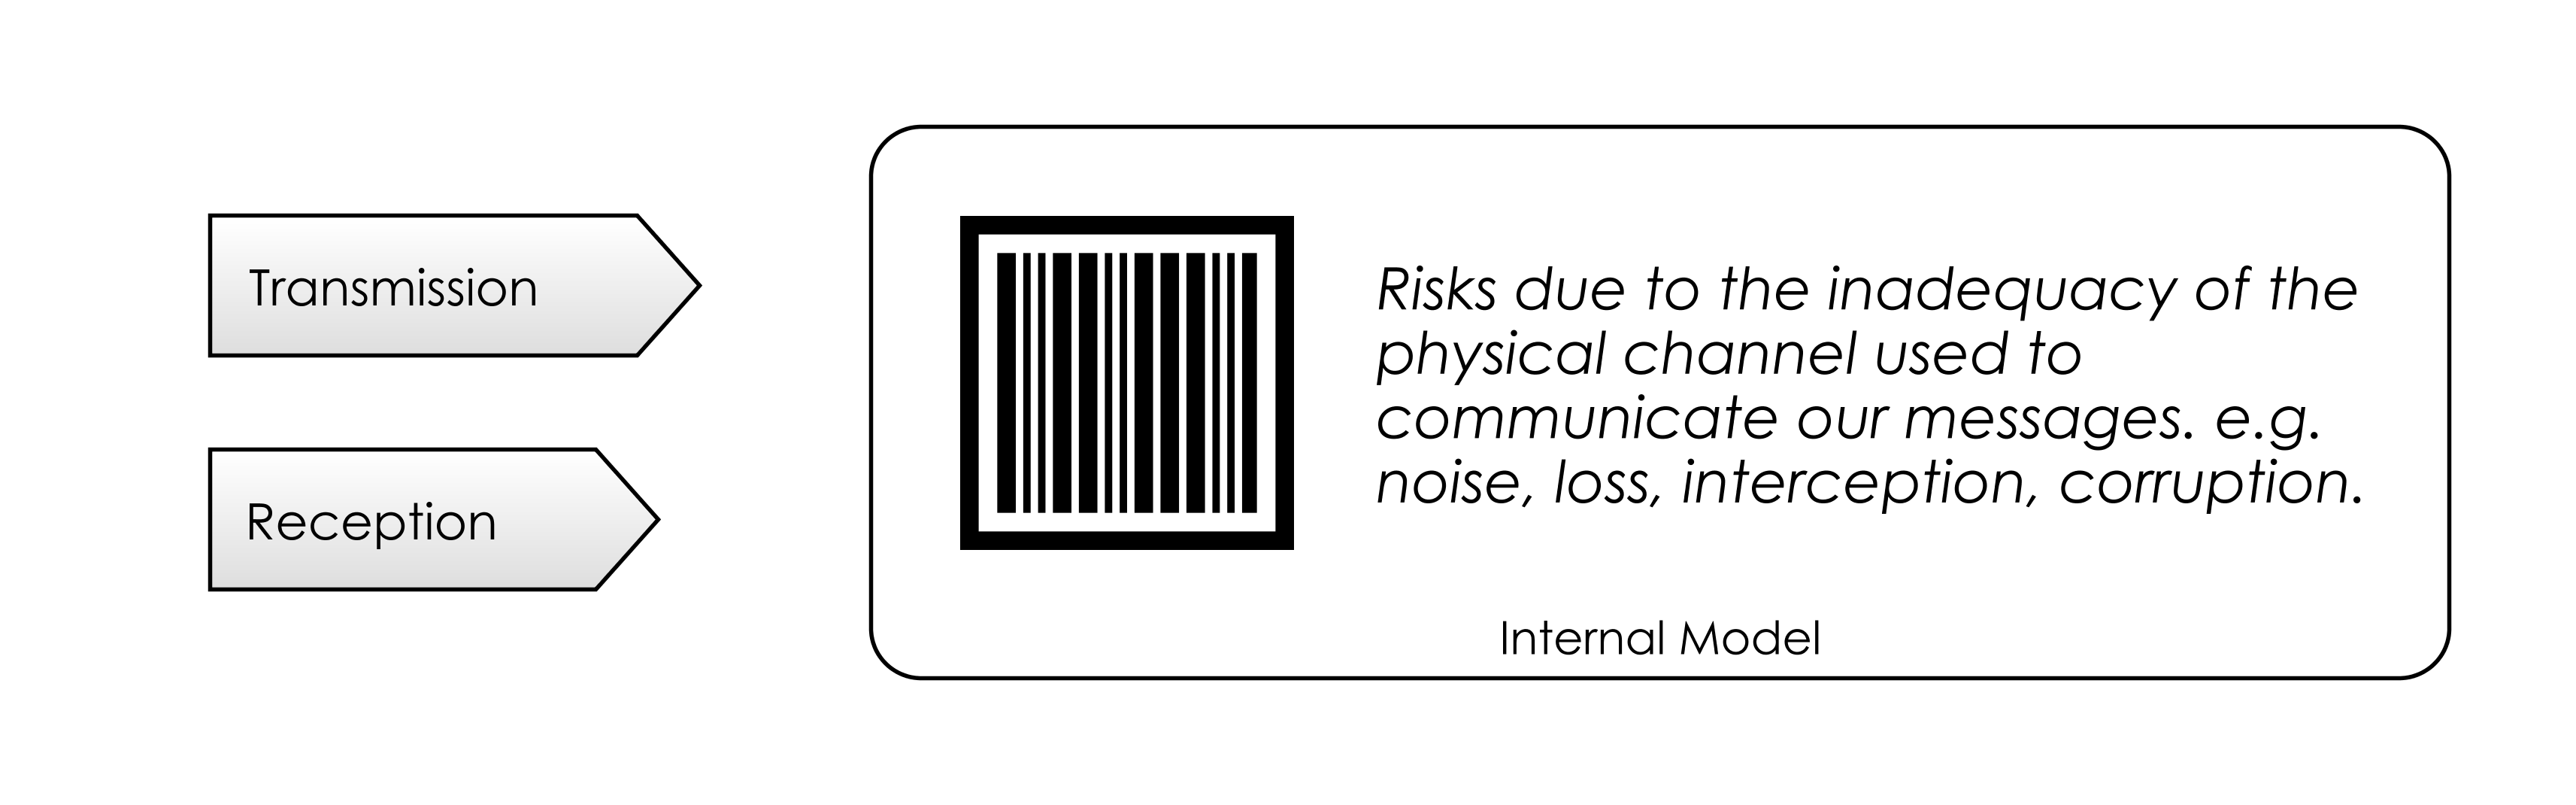 Transmission
Reception
Risks due to the inadequacy of the
physical channel used to
communicate our messages. e.g.
noise, loss, interception, corruption.
Internal Model